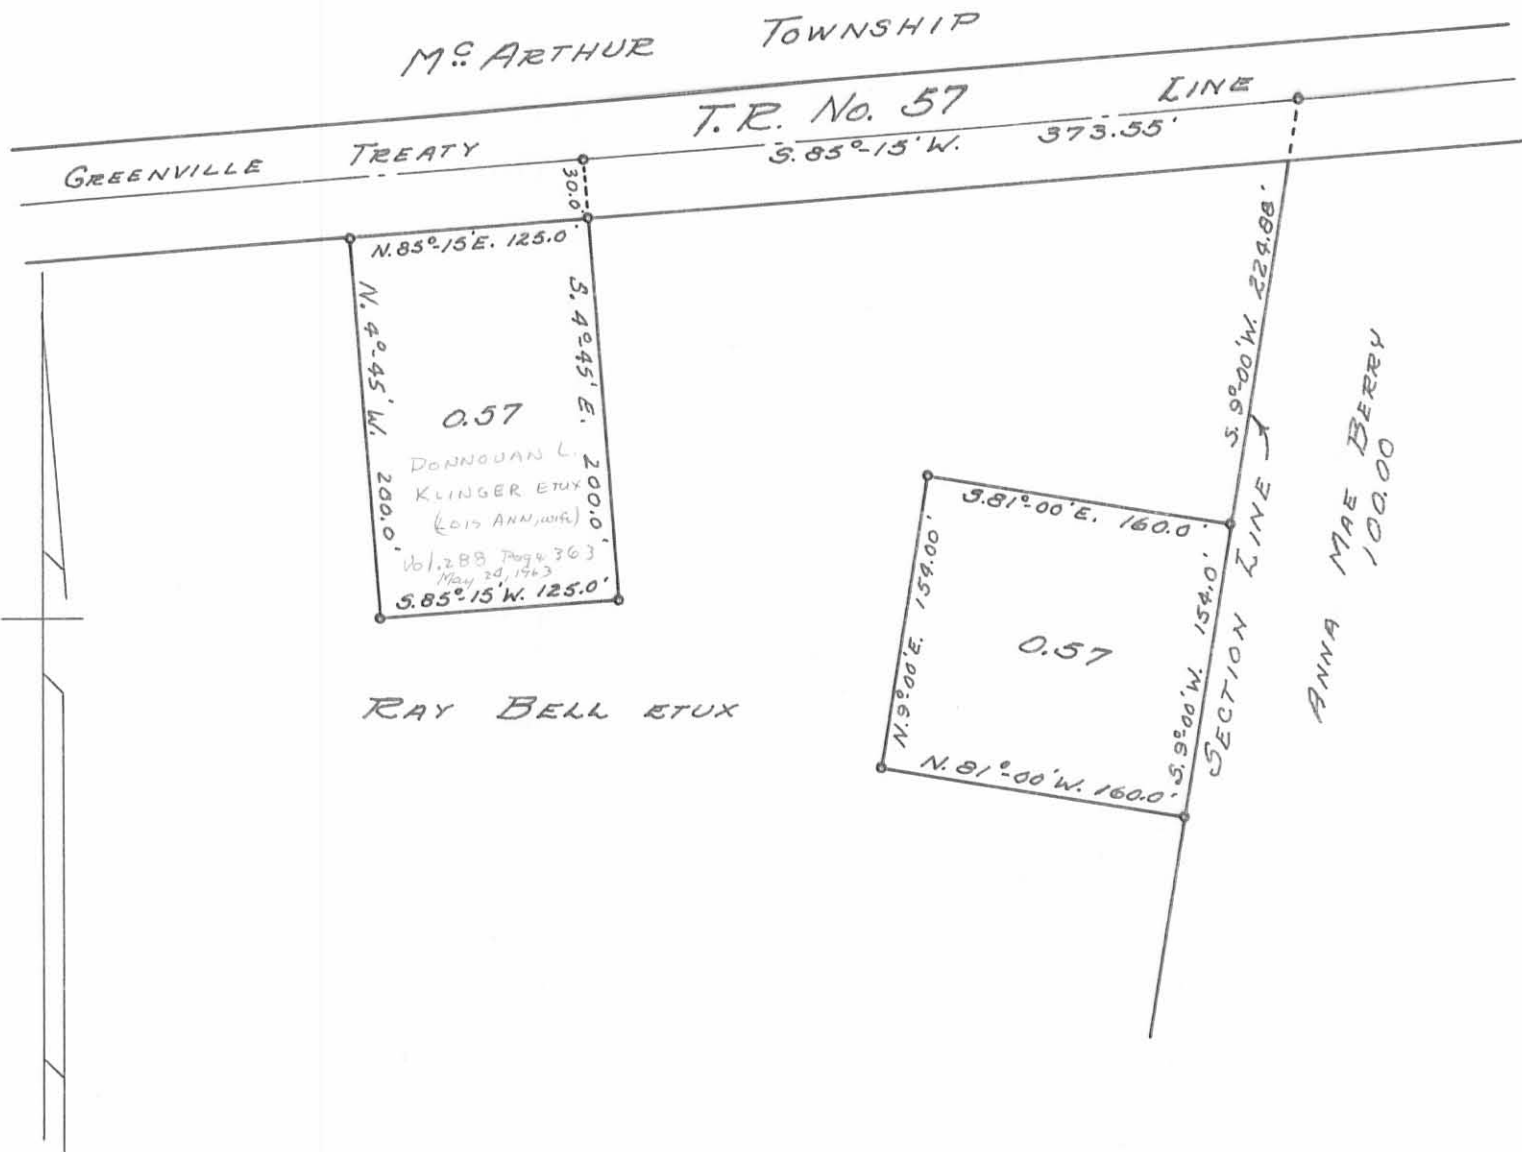 Mc ARTHUR TOWNSHIP
GREENVILLE TREATY LINE
T.R. No. 57
S. 85°-15' W. 373.55'
30.0'
N. 85°-15' E. 125.0'
N. 4°-45' W. 200.0'
S. 4°-45' E. 200.0'
0.57
DONNOVAN L.
KLINGER ETUX
(LOIS ANN, wife)
Vol. 288 Page 363
May 24, 1963
S. 85°-15' W. 125.0'
RAY BELL ETUX
S. 9°-00' W. 224.88'
S. 81°-00' E. 160.0'
N. 9°-00' E. 154.00'
S. 9°-00' W. 154.0'
0.57
N. 81°-00' W. 160.0'
SECTION LINE
ANNA MAE BERRY
100.00